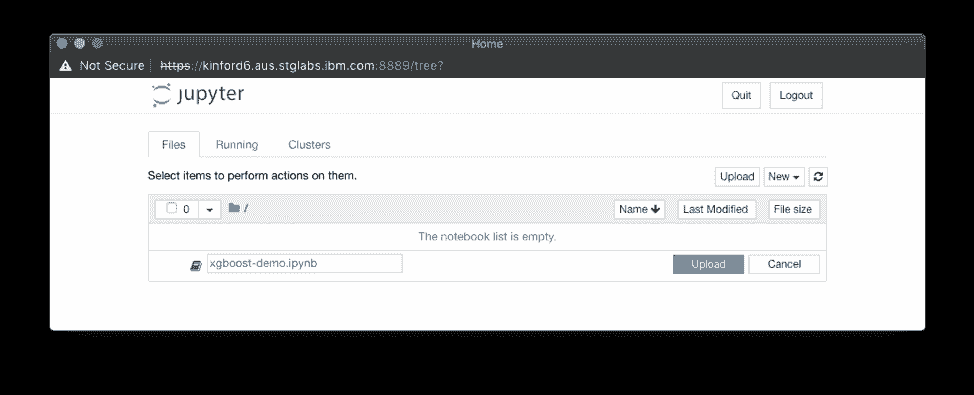 Home
Not Secure https://kinford6.aus.stglabs.ibm.com:8889/tree?
jupyter Quit Logout
Files Running Clusters
Select items to perform actions on them. Upload New
0 / Name Last Modified File size
The notebook list is empty.
xgboost-demo.ipynb Upload Cancel